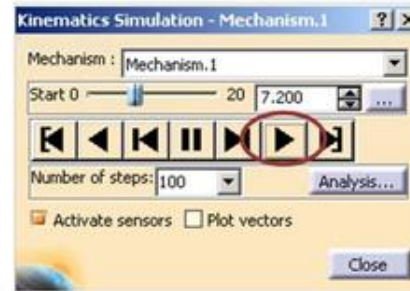 Kinematics Simulation - Mechanism.1
Mechanism : Mechanism.1
Start 0 20 7.200 ...
Number of steps: 100 Analysis...
Activate sensors Plot vectors
Close